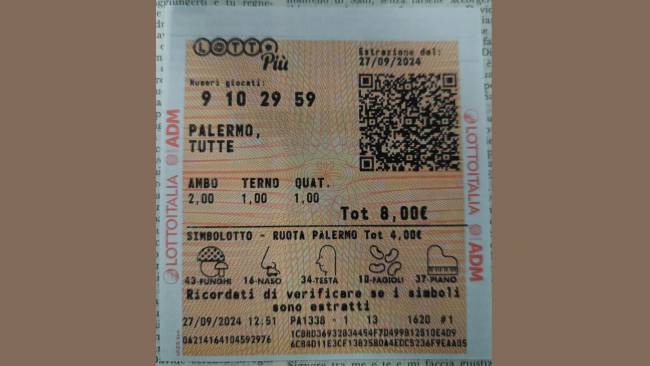 LOTTO
Più
Estrazione del:
27/09/2024
Numeri giocati:
9 10 29 59
PALERMO,
TUTTE
AMBO TERNO QUAT.
2,00 1,00 1,00
Tot 8,00€
SIMBOLOTTO - RUOTA PALERMO Tot 4,00€
43-FUNGHI 16-NASO 34-TESTA 10-FAGIOLI 37-PIANO
Ricordati di verificare se i simboli
sono estratti
27/09/2024 12:51 PA1338 - 1 13 1620 #1
0A214164104592976
LOTTOITALIA ADM
LOTTOITALIA ADM